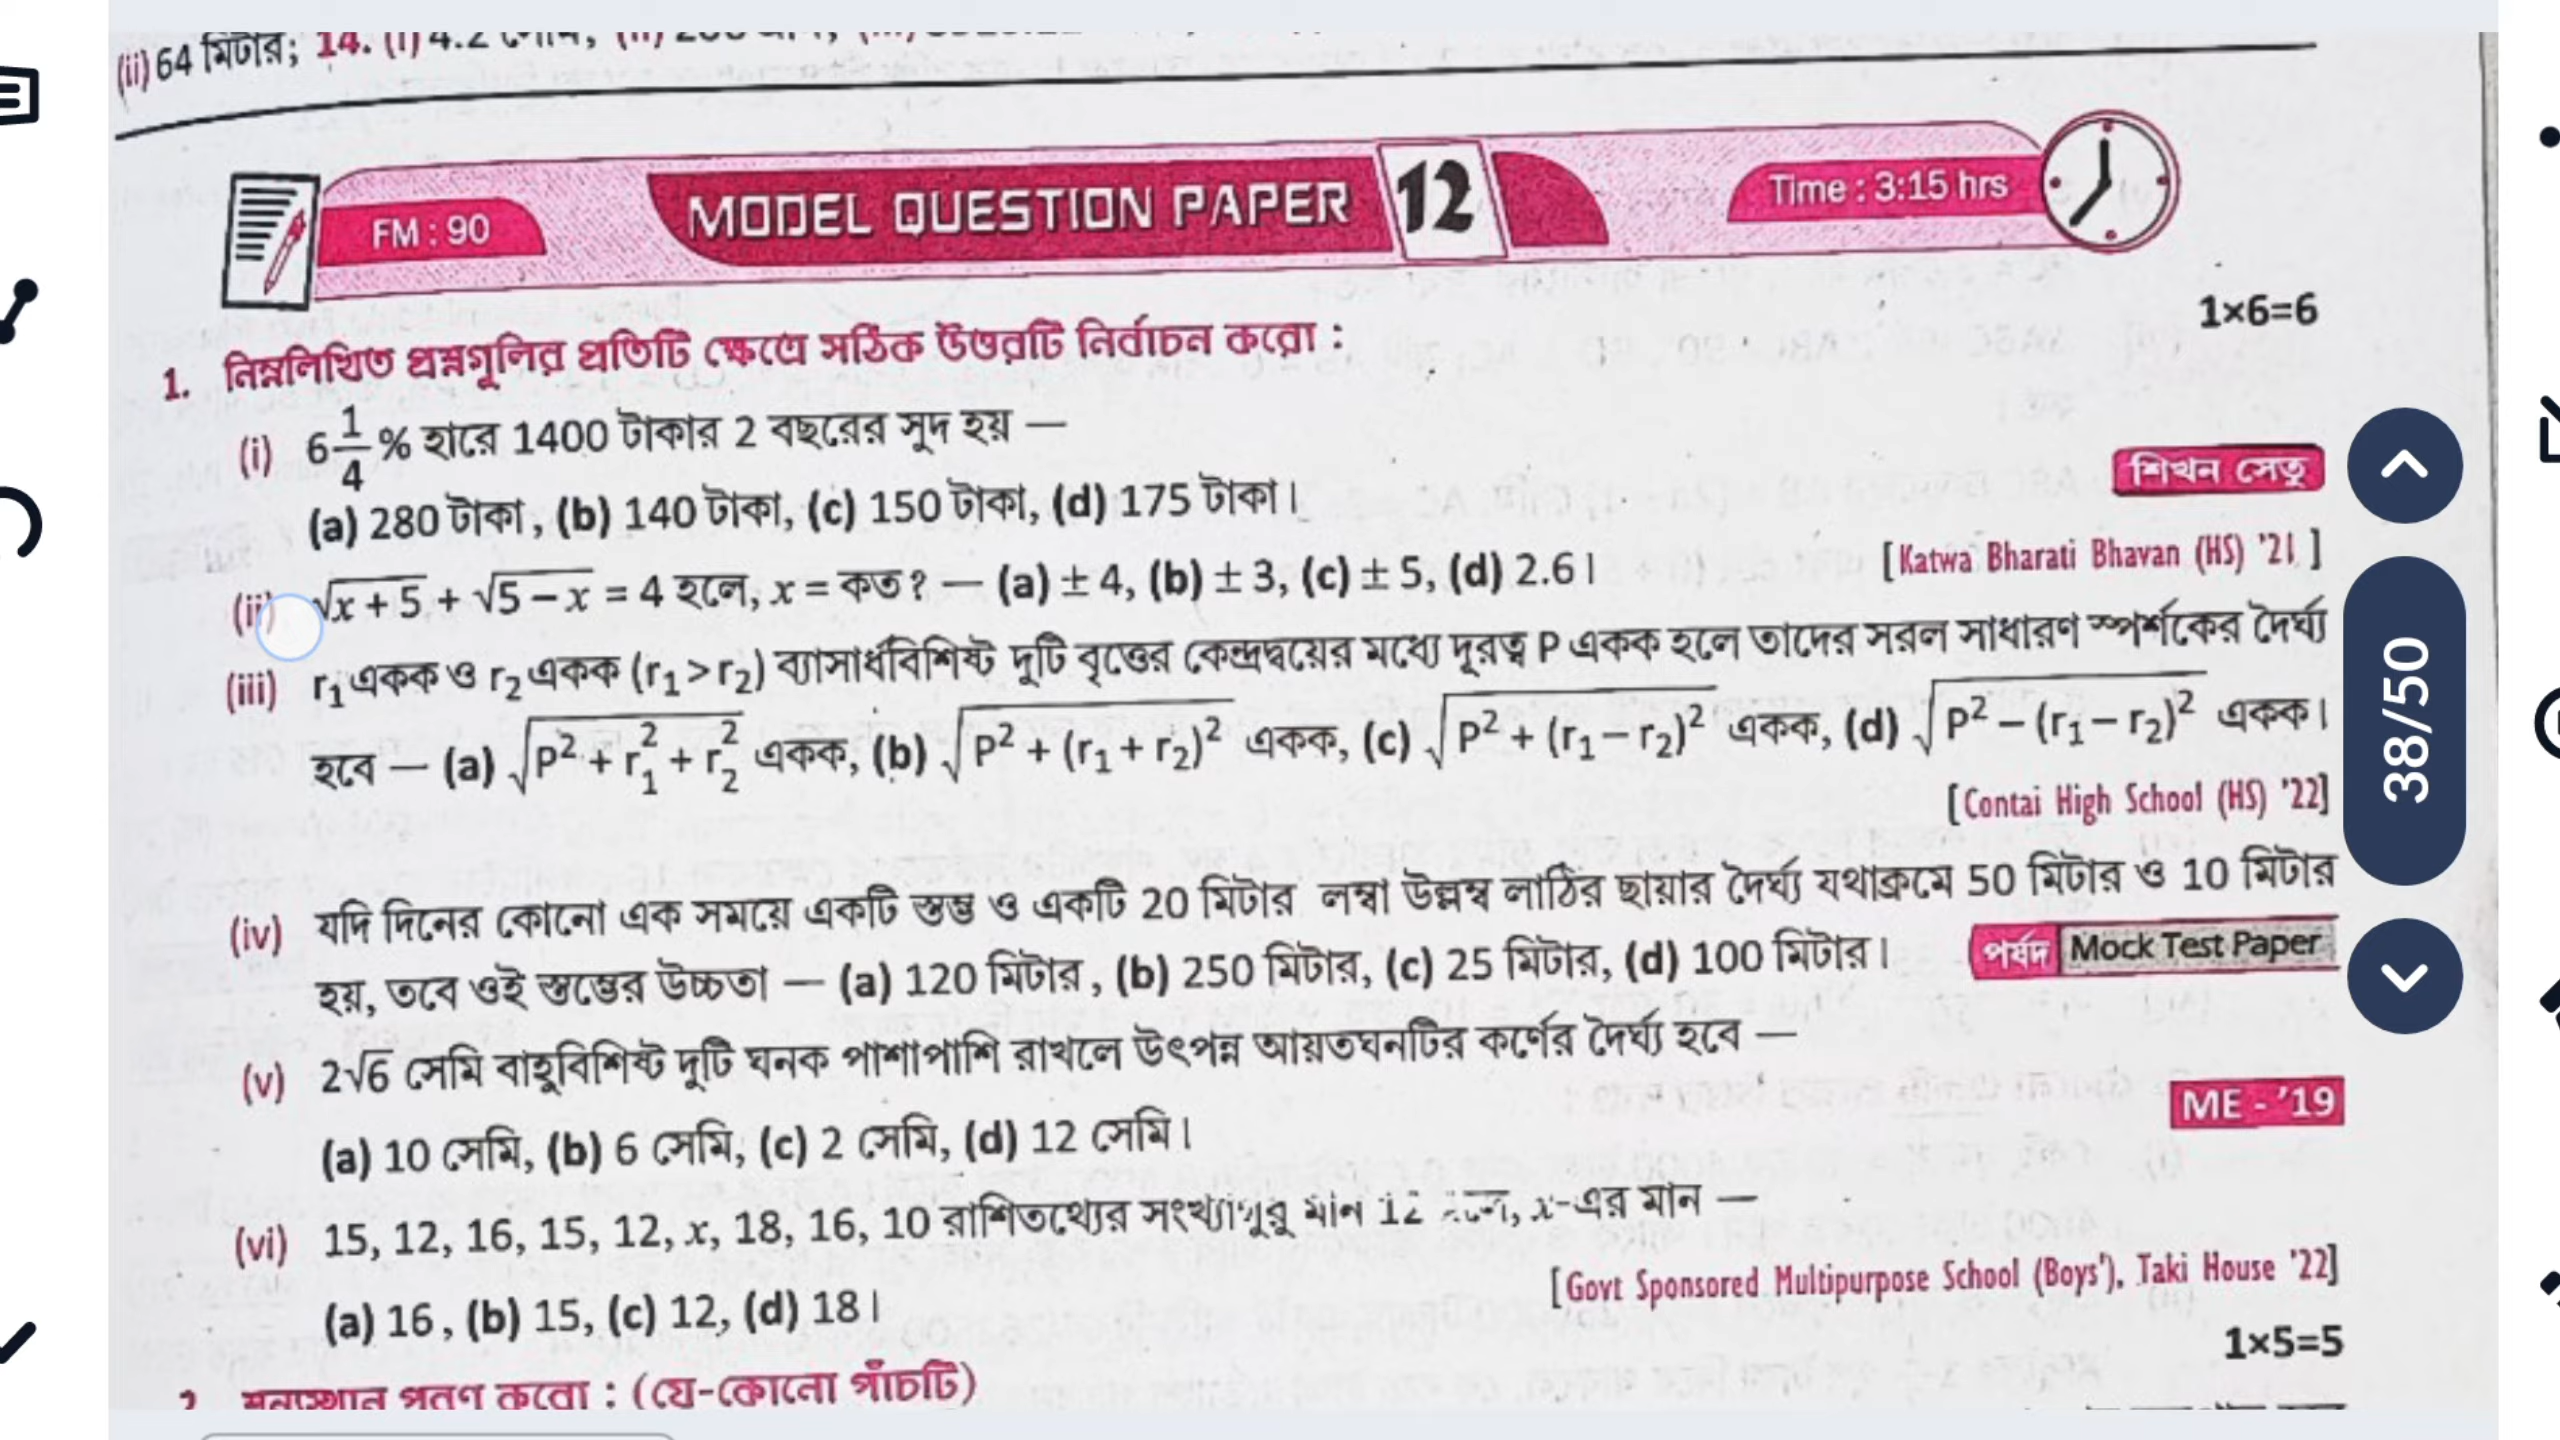 (ii) 64 মিটার; 14. (i) 4.2
FM : 90
MODEL QUESTION PAPER 12
Time : 3:15 hrs
1×6=6
1. নিম্নলিখিত প্রশ্নগুলির প্রতিটি ক্ষেত্রে সঠিক উত্তরটি নির্বাচন করো :
(i) 6 1/4 % হারে 1400 টাকার 2 বছরের সুদ হয় —
শিখন সেতু
(a) 280 টাকা, (b) 140 টাকা, (c) 150 টাকা, (d) 175 টাকা।
[Katwa Bharati Bhavan (HS) '21 ]
(ii) √(x + 5) + √(5 − x) = 4 হলে, x = কত? — (a) ± 4, (b) ± 3, (c) ± 5, (d) 2.6।
(iii) r₁ একক ও r₂ একক (r₁ > r₂) ব্যাসার্ধবিশিষ্ট দুটি বৃত্তের কেন্দ্রদ্বয়ের মধ্যে দূরত্ব P একক হলে তাদের সরল সাধারণ স্পর্শকের দৈর্ঘ্য
হবে — (a) √(P² + r₁² + r₂²) একক, (b) √(P² + (r₁ + r₂)²) একক, (c) √(P² + (r₁ − r₂)²) একক, (d) √(P² − (r₁ − r₂)²) একক।
[Contai High School (HS) '22]
(iv) যদি দিনের কোনো এক সময়ে একটি স্তম্ভ ও একটি 20 মিটার লম্বা উল্লম্ব লাঠির ছায়ার দৈর্ঘ্য যথাক্রমে 50 মিটার ও 10 মিটার
হয়, তবে ওই স্তম্ভের উচ্চতা — (a) 120 মিটার, (b) 250 মিটার, (c) 25 মিটার, (d) 100 মিটার।
পর্ষদ Mock Test Paper
(v) 2√6 সেমি বাহুবিশিষ্ট দুটি ঘনক পাশাপাশি রাখলে উৎপন্ন আয়তঘনটির কর্ণের দৈর্ঘ্য হবে —
ME - '19
(a) 10 সেমি, (b) 6 সেমি, (c) 2 সেমি, (d) 12 সেমি।
(vi) 15, 12, 16, 15, 12, x, 18, 16, 10 রাশিতথ্যের সংখ্যাগুরু মান 12 হলে, x-এর মান —
[Govt Sponsored Multipurpose School (Boys'), Taki House '22]
(a) 16, (b) 15, (c) 12, (d) 18।
1×5=5
2. শূন্যস্থান পূরণ করো : (যে-কোনো পাঁচটি)
38/50